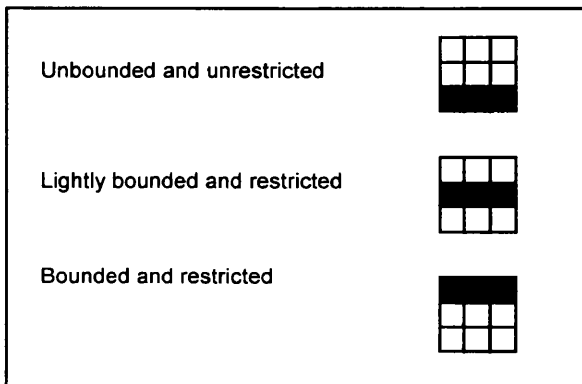 Unbounded and unrestricted
Lightly bounded and restricted
Bounded and restricted